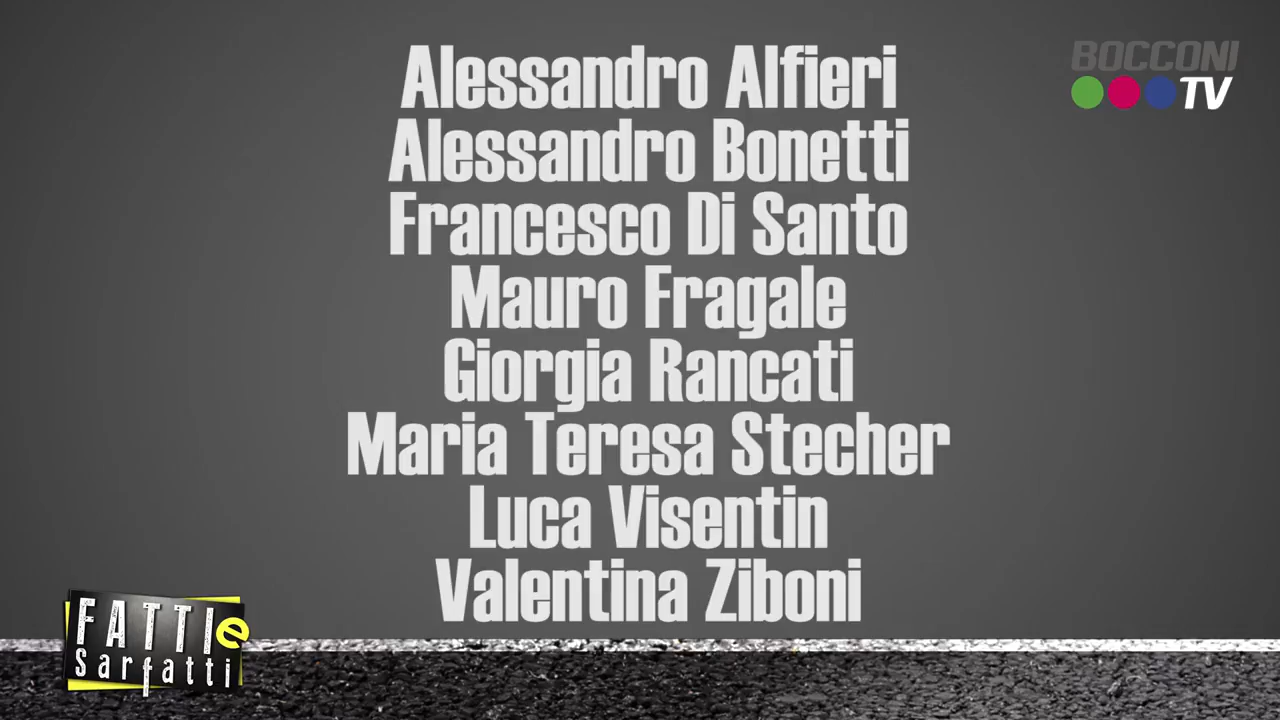 BOCCONI
TV
Alessandro Alfieri
Alessandro Bonetti
Francesco Di Santo
Mauro Fragale
Giorgia Rancati
Maria Teresa Stecher
Luca Visentin
Valentina Ziboni
FATTI e
sarfatti